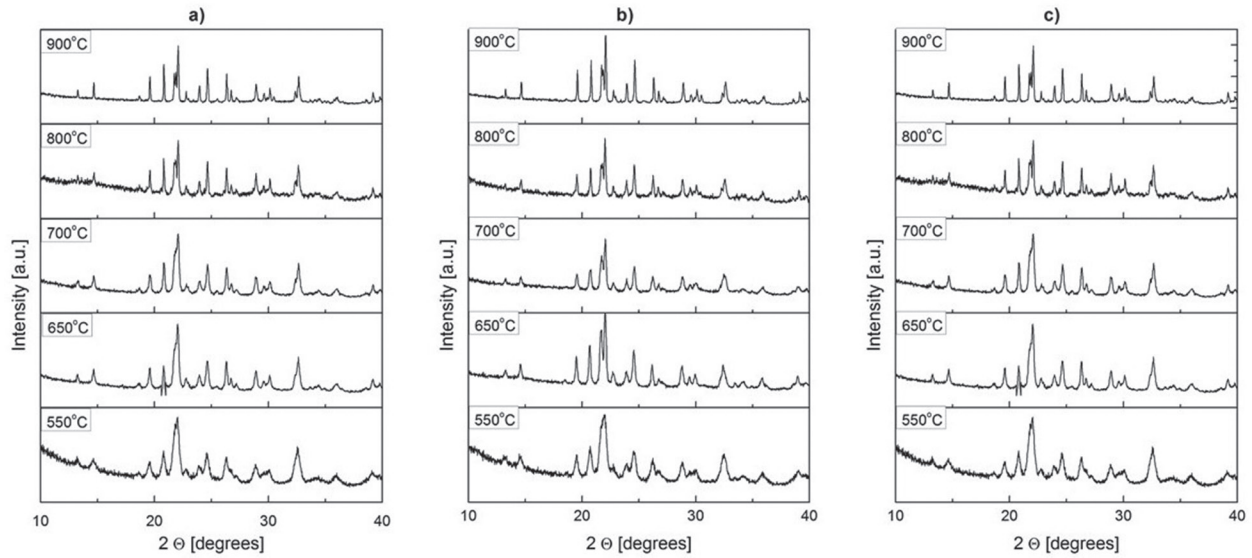 a)
900°C
800°C
700°C
650°C
550°C
Intensity [a.u.]
10 20 30 40
2 Θ [degrees]
b)
900°C
800°C
700°C
650°C
550°C
Intensity [a.u.]
10 20 30 40
2 Θ [degrees]
c)
900°C
800°C
700°C
650°C
550°C
Intensity [a.u.]
10 20 30 40
2 Θ [degrees]